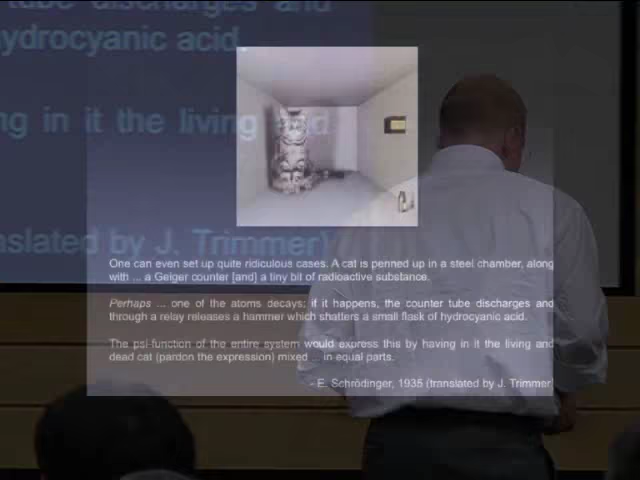 tube discharges and
hydrocyanic acid
ng in it the living and
nslated by J. Trimmer)
One can even set up quite ridiculous cases. A cat is penned up in a steel chamber, along
with ... a Geiger counter [and] a tiny bit of radioactive substance.
Perhaps ... one of the atoms decays; if it happens, the counter tube discharges and
through a relay releases a hammer which shatters a small flask of hydrocyanic acid.
The psi-function of the entire system would express this by having in it the living and
dead cat (pardon the expression) mixed ... in equal parts.
- E. Schrödinger, 1935 (translated by J. Trimmer)